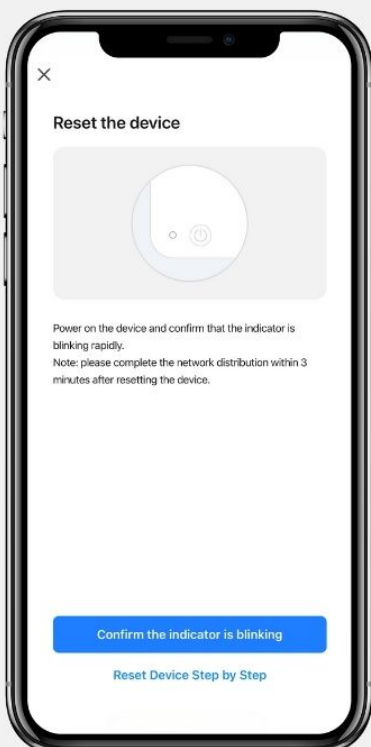 Reset the device
Power on the device and confirm that the indicator is
blinking rapidly.
Note: please complete the network distribution within 3
minutes after resetting the device.
Confirm the indicator is blinking
Reset Device Step by Step